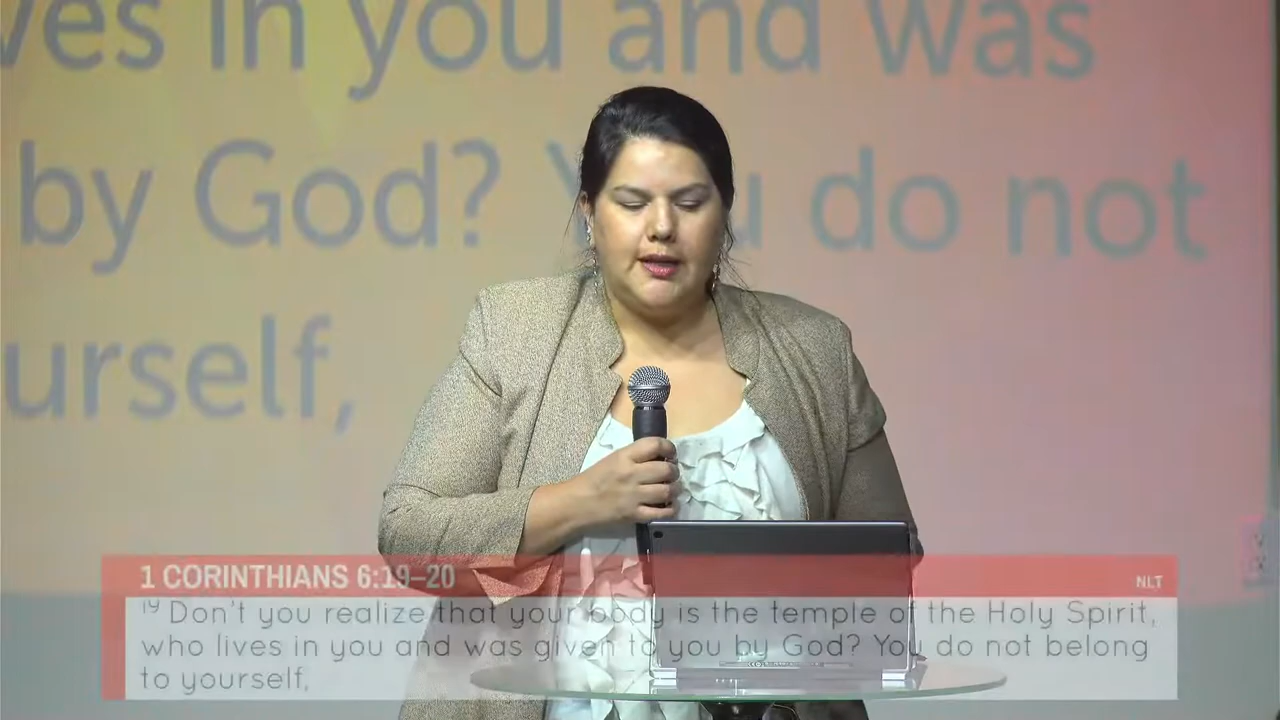 ves in you and was
by God? You do not
urself,
1 CORINTHIANS 6:19–20 NLT
19 Don't you realize that your body is the temple of the Holy Spirit,
who lives in you and was given to you by God? You do not belong
to yourself,